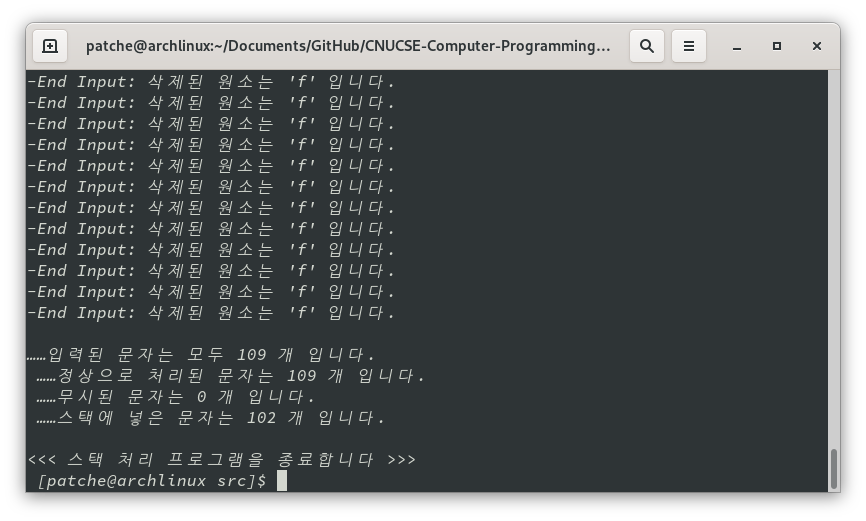 patche@archlinux:~/Documents/GitHub/CNUCSE-Computer-Programming...
-End Input: 삭제된 원소는 'f' 입니다.
-End Input: 삭제된 원소는 'f' 입니다.
-End Input: 삭제된 원소는 'f' 입니다.
-End Input: 삭제된 원소는 'f' 입니다.
-End Input: 삭제된 원소는 'f' 입니다.
-End Input: 삭제된 원소는 'f' 입니다.
-End Input: 삭제된 원소는 'f' 입니다.
-End Input: 삭제된 원소는 'f' 입니다.
-End Input: 삭제된 원소는 'f' 입니다.
-End Input: 삭제된 원소는 'f' 입니다.
-End Input: 삭제된 원소는 'f' 입니다.
-End Input: 삭제된 원소는 'f' 입니다.
……입력된 문자는 모두 109 개 입니다.
……정상으로 처리된 문자는 109 개 입니다.
……무시된 문자는 0 개 입니다.
……스택에 넣은 문자는 102 개 입니다.
<<< 스택 처리 프로그램을 종료합니다 >>>
[patche@archlinux src]$